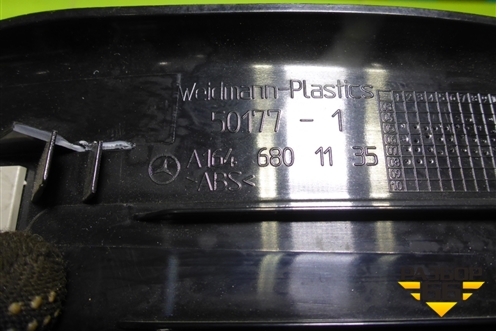 Weidmann-Plastics
50177 - 1
A164 680 11 35
>ABS<